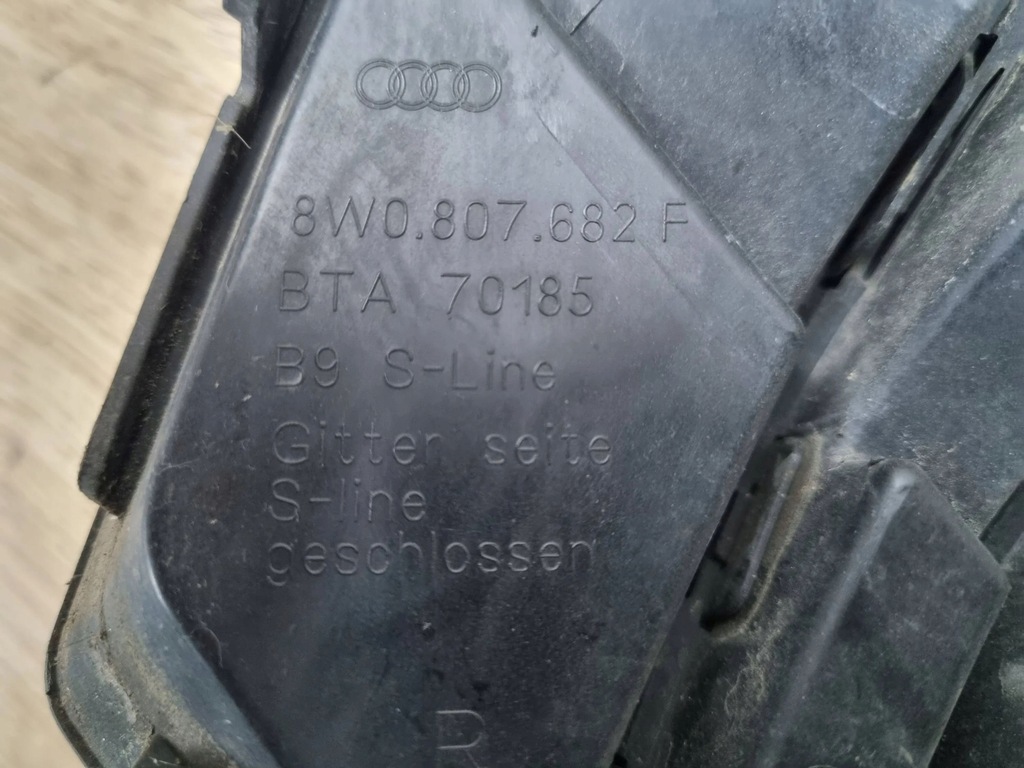 8W0.807.682 F
BTA 70185
B9 S-Line
Gitter seite
S-line
geschlossen
D